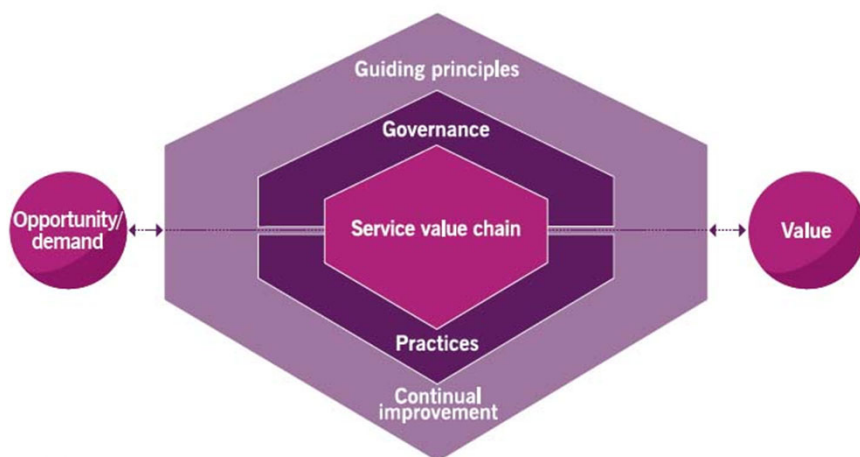 Guiding principles
Governance
Opportunity/
demand
Service value chain
Value
Practices
Continual
improvement